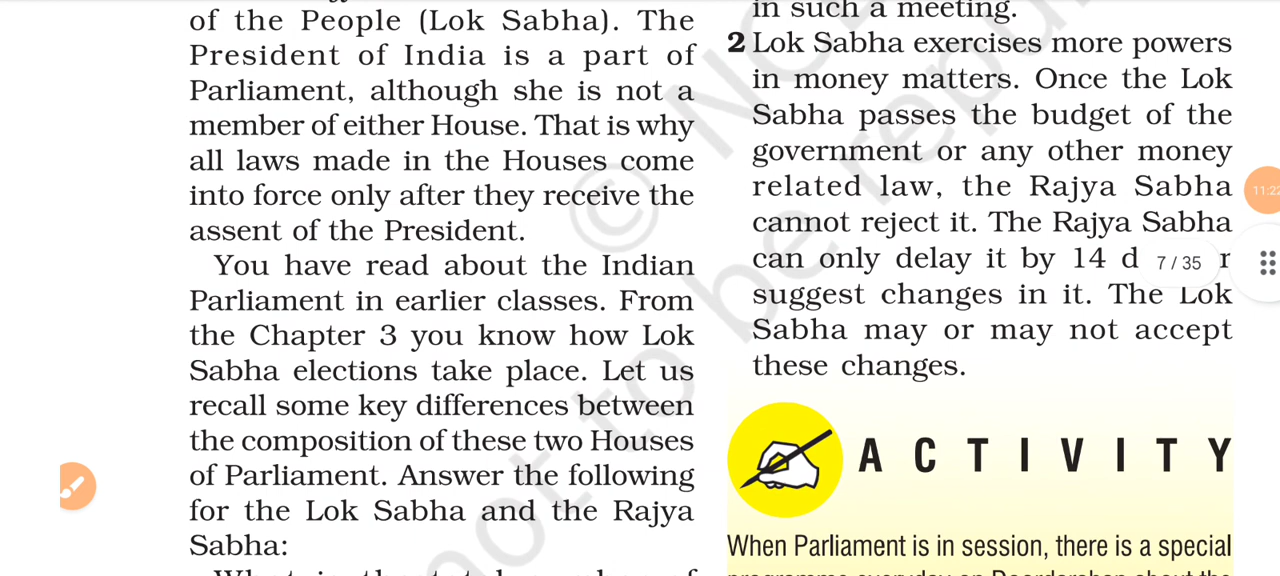 of the People (Lok Sabha). The
President of India is a part of
Parliament, although she is not a
member of either House. That is why
all laws made in the Houses come
into force only after they receive the
assent of the President.
You have read about the Indian
Parliament in earlier classes. From
the Chapter 3 you know how Lok
Sabha elections take place. Let us
recall some key differences between
the composition of these two Houses
of Parliament. Answer the following
for the Lok Sabha and the Rajya
Sabha:
in such a meeting.
2 Lok Sabha exercises more powers
in money matters. Once the Lok
Sabha passes the budget of the
government or any other money
related law, the Rajya Sabha
cannot reject it. The Rajya Sabha
can only delay it by 14 d
suggest changes in it. The Lok
Sabha may or may not accept
these changes.
ACTIVITY
When Parliament is in session, there is a special
7 / 35
11:22
©
not to be